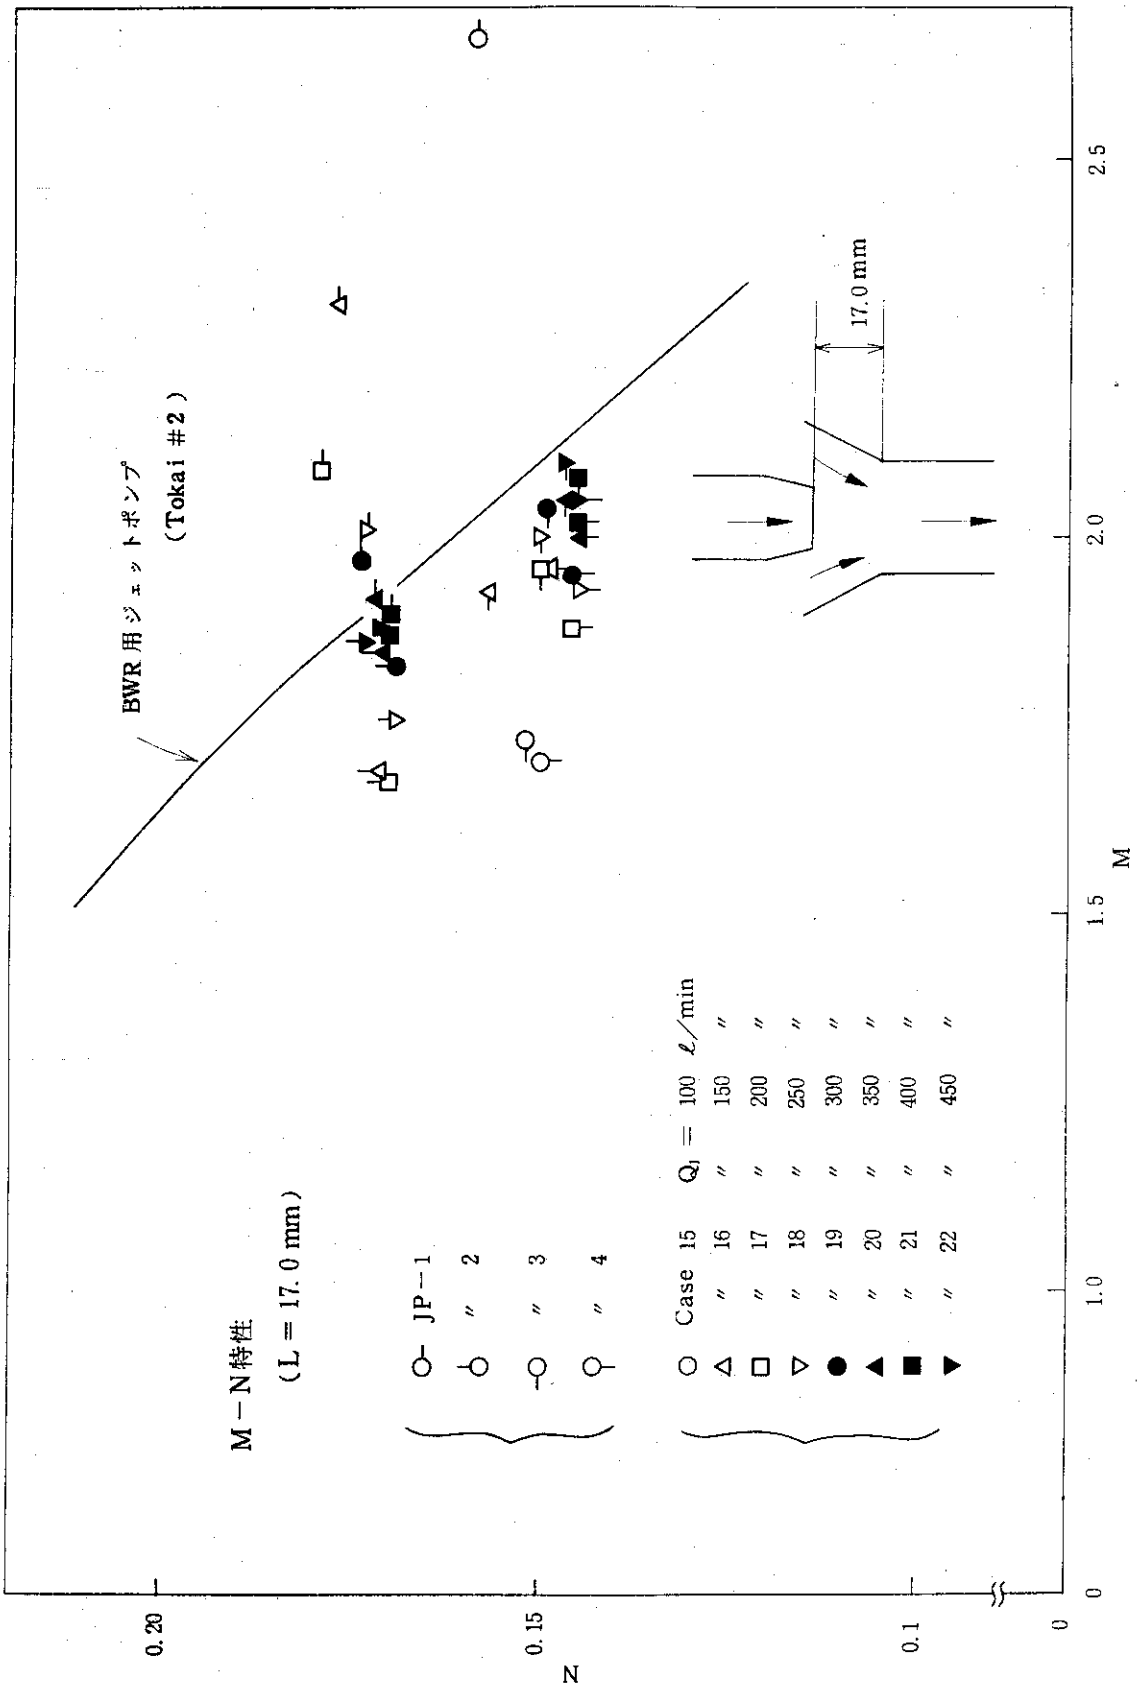 M－N特性
(L = 17.0 mm)
JP－1
〃 2
〃 3
〃 4
Case 15 Q₁ = 100 ℓ/min
〃 16 〃 150 〃
〃 17 〃 200 〃
〃 18 〃 250 〃
〃 19 〃 300 〃
〃 20 〃 350 〃
〃 21 〃 400 〃
〃 22 〃 450 〃
BWR用ジェットポンプ
(Tokai #2)
17.0 mm
N
0.20
0.15
0.1
0
0
1.0
1.5
2.0
2.5
M